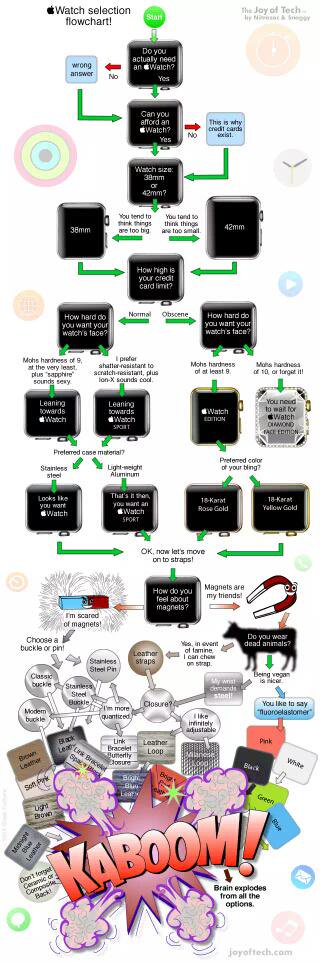 Watch selection
flowchart!
The Joy of Tech™
by Nitrozac & Snaggy
Start
Do you
actually need
an Watch?
Yes
No
wrong
answer
Can you
afford an
Watch?
Yes
No
This is why
credit cards
exist.
Watch size:
38mm
or
42mm?
You tend to
think things
are too big.
You tend to
think things
are too small.
38mm
42mm
How high is
your credit
card limit?
Normal
Obscene
How hard do
you want your
watch's face?
How hard do
you want your
watch's face?
Mohs hardness of 9,
at the very least,
plus "sapphire"
sounds sexy.
I prefer
shatter-resistant to
scratch-resistant, plus
Ion-X sounds cool.
Mohs hardness
of at least 9.
Mohs hardness
of 10, or forget it!
Leaning
towards
Watch
Leaning
towards
Watch
SPORT
Watch
EDITION
You need
to wait for
Watch
DIAMOND
FACE EDITION
Preferred case material?
Preferred color
of your bling?
Stainless
steel
Light-weight
Aluminum
Looks like
you want
Watch
That's it then,
you want an
Watch
SPORT
18-Karat
Rose Gold
18-Karat
Yellow Gold
OK, now let's move
on to straps!
How do you
feel about
magnets?
I'm scared
of magnets!
Magnets are
my friends!
Choose a
buckle or pin!
Leather
straps
Yes, in event
of famine,
I can chew
on strap.
Do you wear
dead animals?
Being vegan
is nicer.
Classic
buckle
Stainless
Steel Pin
Stainless
Steel
Buckle
Modern
buckle
I'm more
quantized.
Closure?
My wrist
demands
steel!
I like
infinitely
adjustable
You like to say
"fluoroelastomer"
Brown
Leather
Black
Link Bracelet
Link
Bracelet
Butterfly
Closure
Leather
Loop
Milanese
Pink
White
Black
Green
Blue
Soft Pink
Light
Brown
Midnight
Blue
Leather
Bright
Blue
Don't forget
Ceramic or
Composite
Back!
KABOOM!
Brain explodes
from all the
options.
joyoftech.com